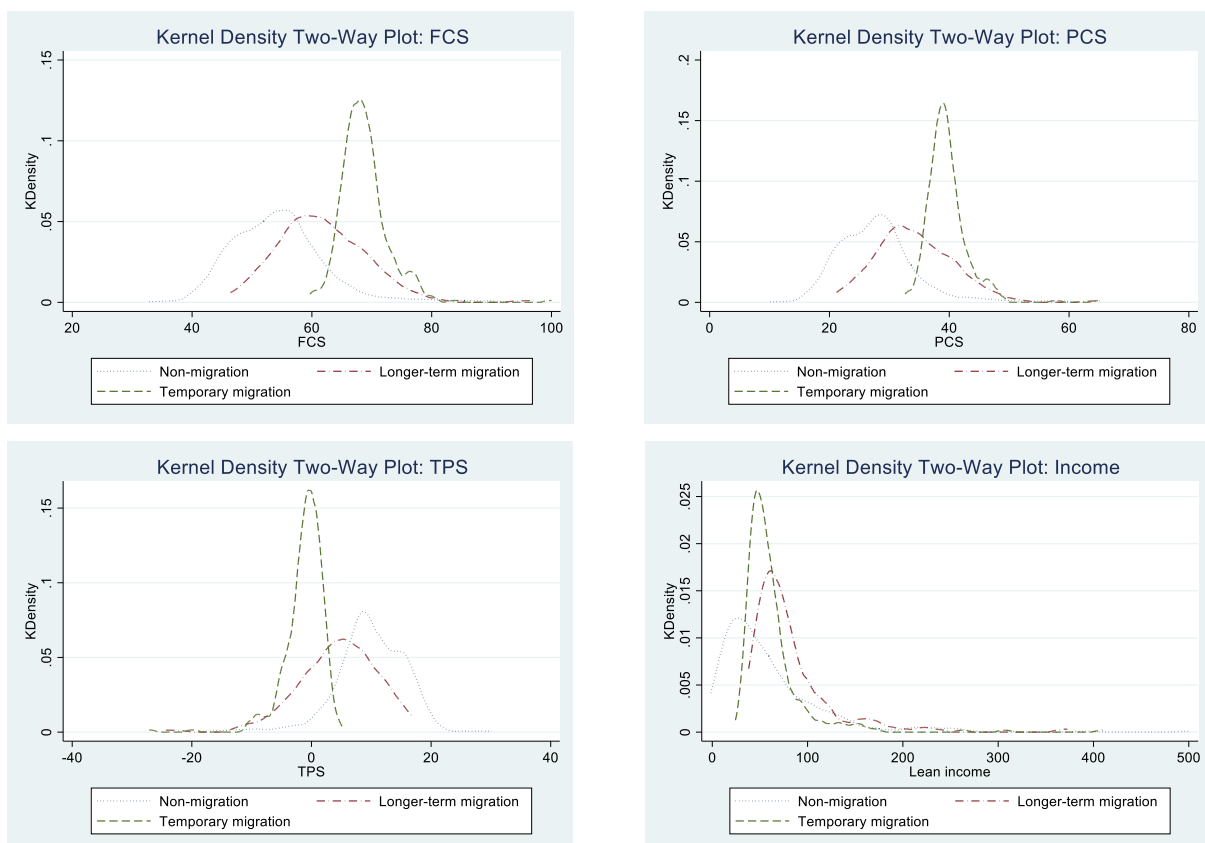 Kernel Density Two-Way Plot: FCS
.15
.1
.05
0
KDensity
20 40 60 80 100
FCS
Non-migration Longer-term migration
Temporary migration
Kernel Density Two-Way Plot: PCS
.2
.15
.1
.05
0
KDensity
0 20 40 60 80
PCS
Non-migration Longer-term migration
Temporary migration
Kernel Density Two-Way Plot: TPS
.15
.1
.05
0
KDensity
-40 -20 0 20 40
TPS
Non-migration Longer-term migration
Temporary migration
Kernel Density Two-Way Plot: Income
.025
.02
.015
.01
.005
0
KDensity
0 100 200 300 400 500
Lean income
Non-migration Longer-term migration
Temporary migration